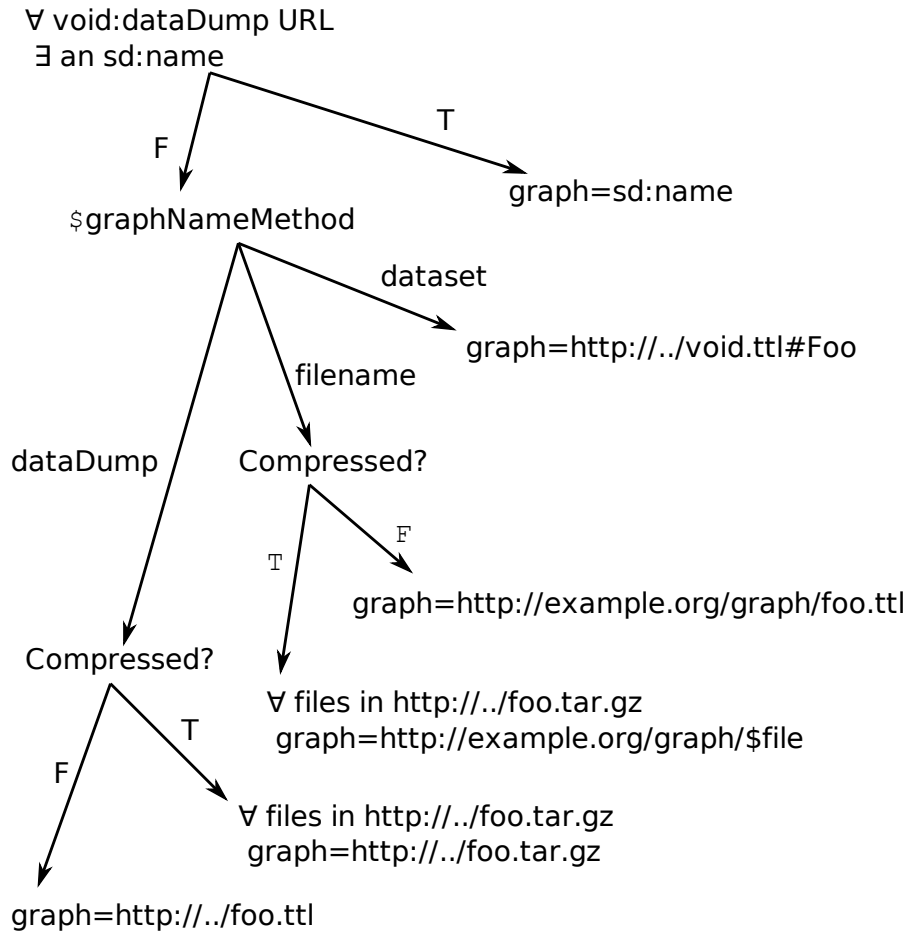 ∀ void:dataDump URL
∃ an sd:name
T
F
graph=sd:name
$graphNameMethod
dataset
graph=http://../void.ttl#Foo
filename
dataDump
Compressed?
F
T
graph=http://example.org/graph/foo.ttl
Compressed?
∀ files in http://../foo.tar.gz
graph=http://example.org/graph/$file
T
F
∀ files in http://../foo.tar.gz
graph=http://../foo.tar.gz
graph=http://../foo.ttl